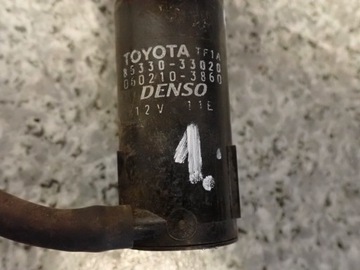 TOYOTA TF1A
85330-33020
060210-3860
DENSO
12V 11E
1.